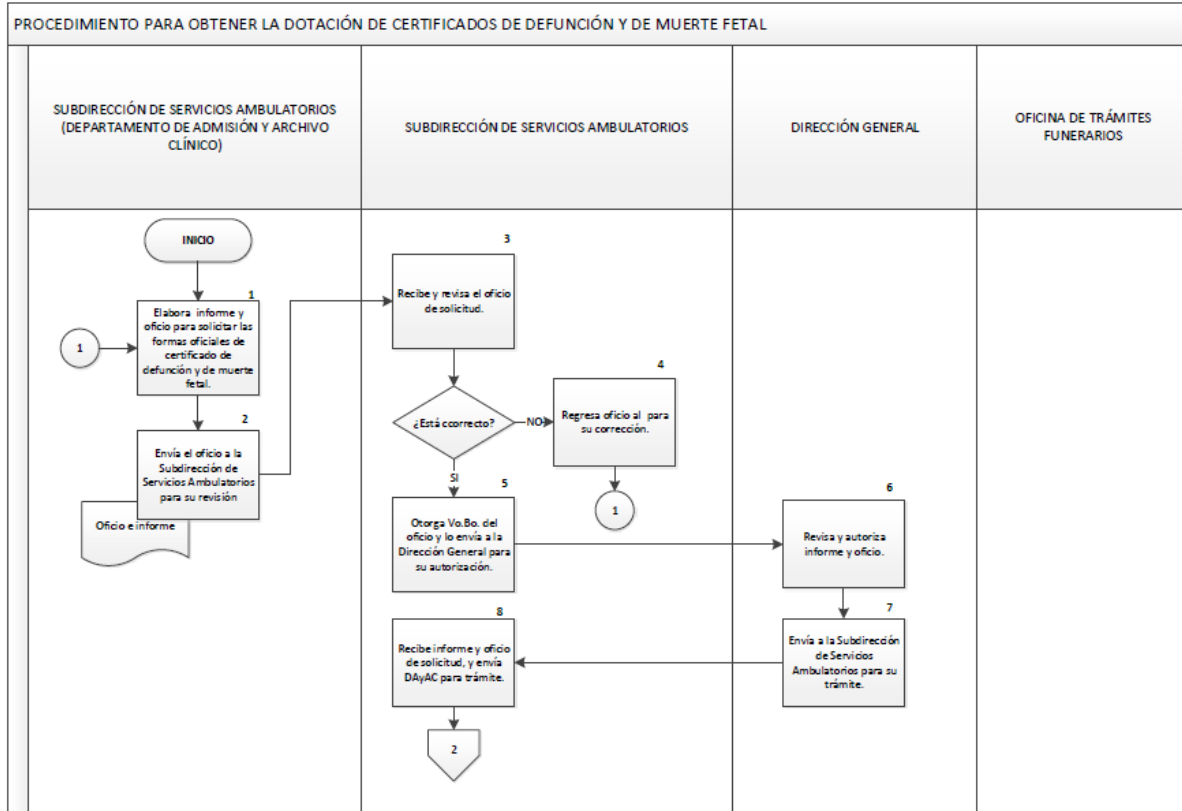 PROCEDIMIENTO PARA OBTENER LA DOTACIÓN DE CERTIFICADOS DE DEFUNCIÓN Y DE MUERTE FETAL
SUBDIRECCIÓN DE SERVICIOS AMBULATORIOS
(DEPARTAMENTO DE ADMISIÓN Y ARCHIVO
CLÍNICO)
SUBDIRECCIÓN DE SERVICIOS AMBULATORIOS
DIRECCIÓN GENERAL
OFICINA DE TRÁMITES
FUNERARIOS
INICIO
1
Elabora informe y
oficio para solicitar las
formas oficiales de
certificado de
defunción y de muerte
fetal.
1
2
Envía el oficio a la
Subdirección de
Servicios Ambulatorios
para su revisión
Oficio e informe
3
Recibe y revisa el oficio
de solicitud.
¿Está ccorrecto?
NO
SI
4
Regresa oficio al para
su corrección.
1
5
Otorga Vo.Bo. del
oficio y lo envía a la
Dirección General para
su autorización.
6
Revisa y autoriza
informe y oficio.
7
Envía a la Subdirección
de Servicios
Ambulatorios para su
trámite.
8
Recibe informe y oficio
de solicitud, y envía
DAyAC para trámite.
2